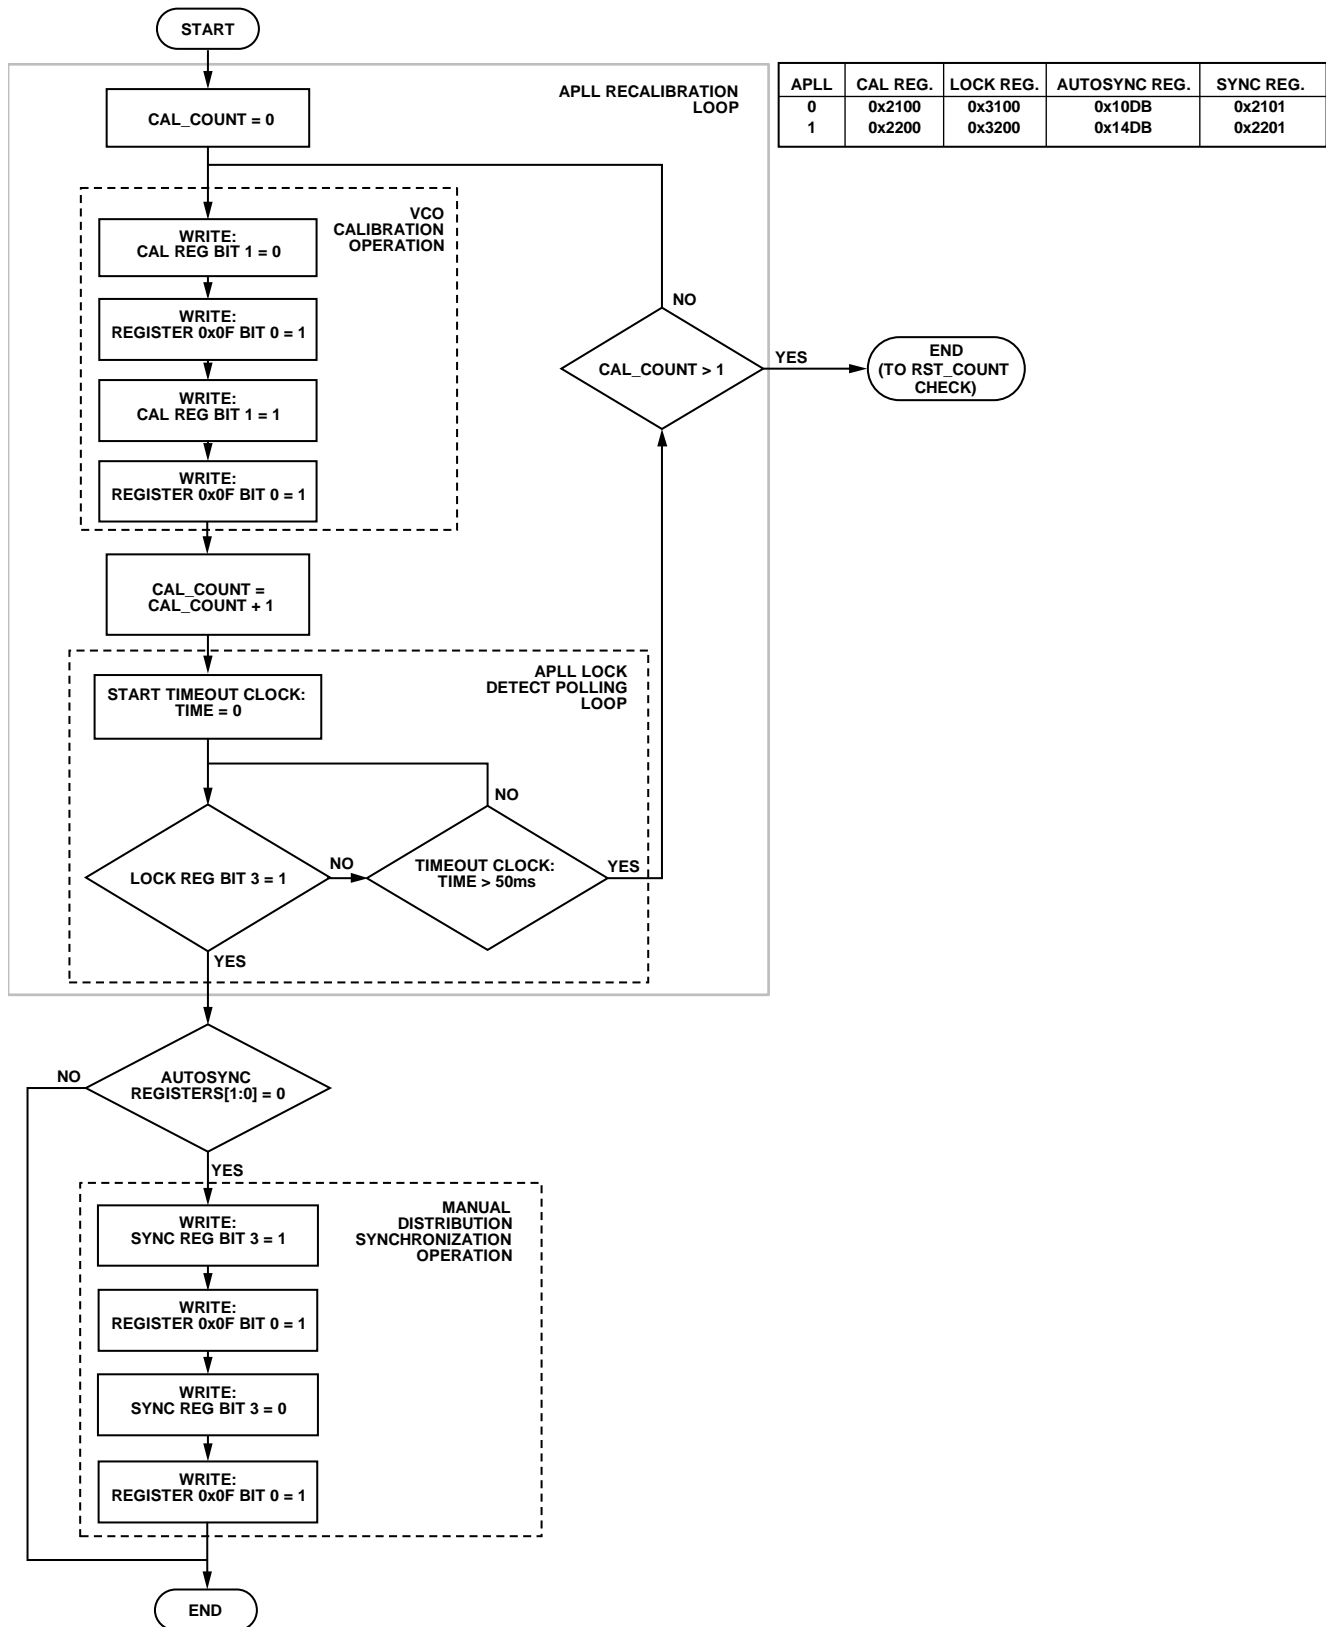 START
APLL RECALIBRATION
LOOP
APLL CAL REG. LOCK REG. AUTOSYNC REG. SYNC REG.
0 0x2100 0x3100 0x10DB 0x2101
1 0x2200 0x3200 0x14DB 0x2201
CAL_COUNT = 0
VCO
CALIBRATION
OPERATION
WRITE:
CAL REG BIT 1 = 0
WRITE:
REGISTER 0x0F BIT 0 = 1
WRITE:
CAL REG BIT 1 = 1
WRITE:
REGISTER 0x0F BIT 0 = 1
NO
CAL_COUNT > 1
YES
END
(TO RST_COUNT
CHECK)
CAL_COUNT =
CAL_COUNT + 1
APLL LOCK
DETECT POLLING
LOOP
START TIMEOUT CLOCK:
TIME = 0
NO
LOCK REG BIT 3 = 1
NO
TIMEOUT CLOCK:
TIME > 50ms
YES
YES
NO
AUTOSYNC
REGISTERS[1:0] = 0
YES
MANUAL
DISTRIBUTION
SYNCHRONIZATION
OPERATION
WRITE:
SYNC REG BIT 3 = 1
WRITE:
REGISTER 0x0F BIT 0 = 1
WRITE:
SYNC REG BIT 3 = 0
WRITE:
REGISTER 0x0F BIT 0 = 1
END